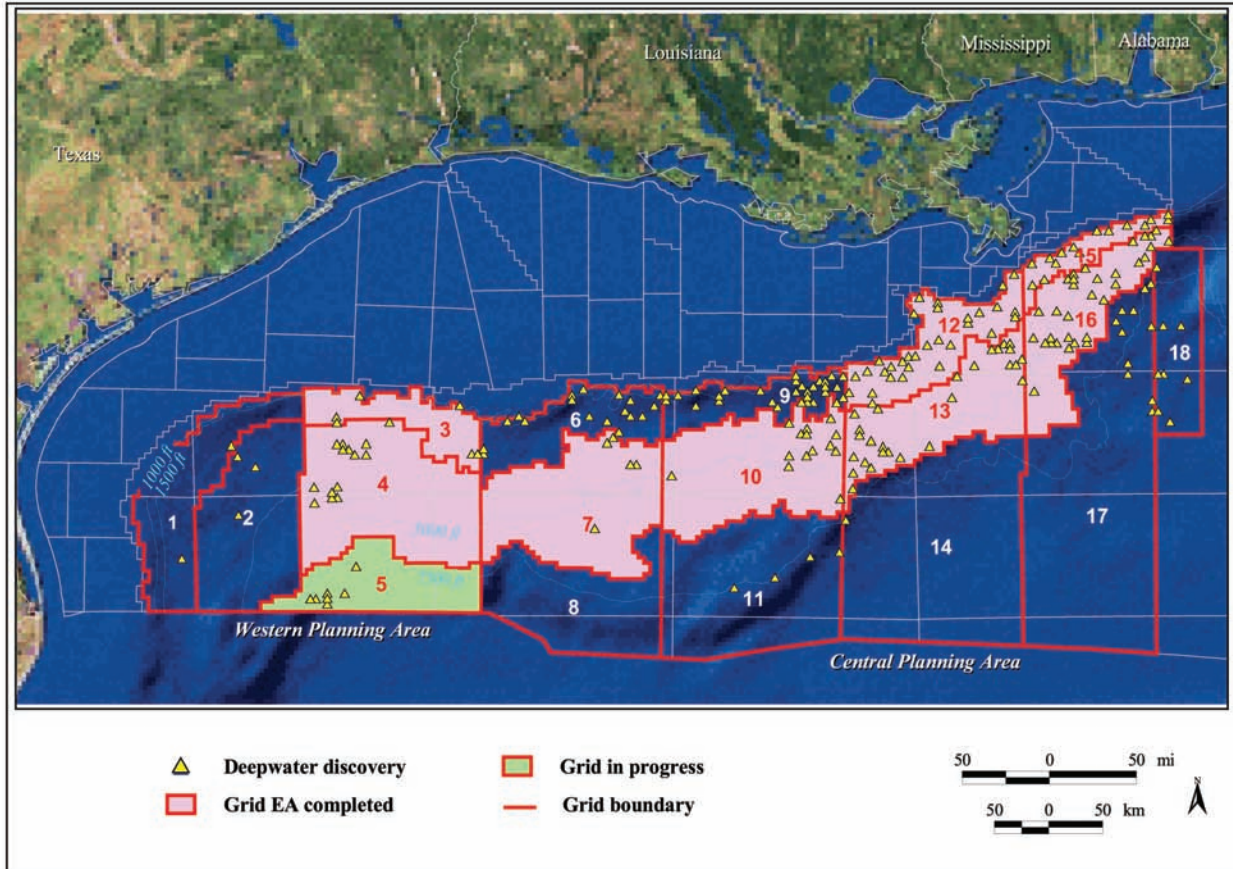 Louisiana
Mississippi
Alabama
Texas
15
12
16
18
9
6
13
3
1000 ft
1500 ft
4
10
1
2
7
17
14
5
8
11
Western Planning Area
Central Planning Area
Deepwater discovery
Grid in progress
50 0 50 mi
N
Grid EA completed
Grid boundary
50 0 50 km